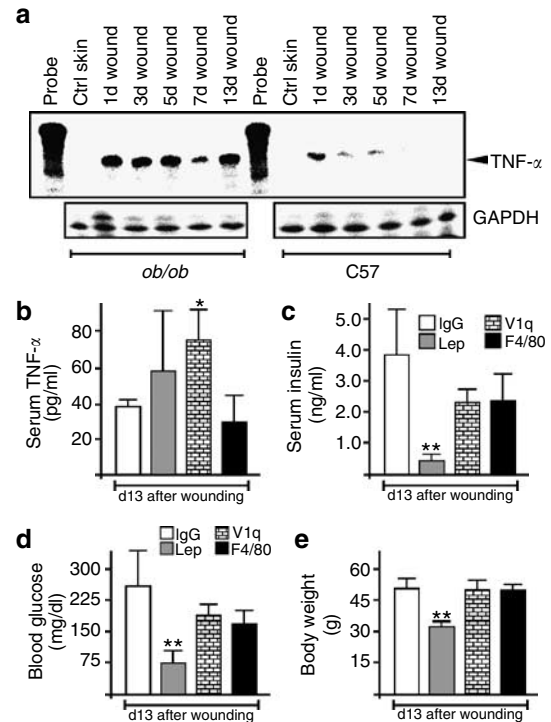 a
Probe
Ctrl skin
1d wound
3d wound
5d wound
7d wound
13d wound
Probe
Ctrl skin
1d wound
3d wound
5d wound
7d wound
13d wound
TNF-α
GAPDH
ob/ob
C57
b
Serum TNF-α
(pg/ml)
80
60
40
20
*
d13 after wounding
c
Serum insulin
(ng/ml)
5.0
4.0
3.0
2.0
1.0
IgG
V1q
Lep
F4/80
**
d13 after wounding
d
Blood glucose
(mg/dl)
300
225
150
75
IgG
V1q
Lep
F4/80
**
d13 after wounding
e
Body weight
(g)
60
45
30
15
**
d13 after wounding